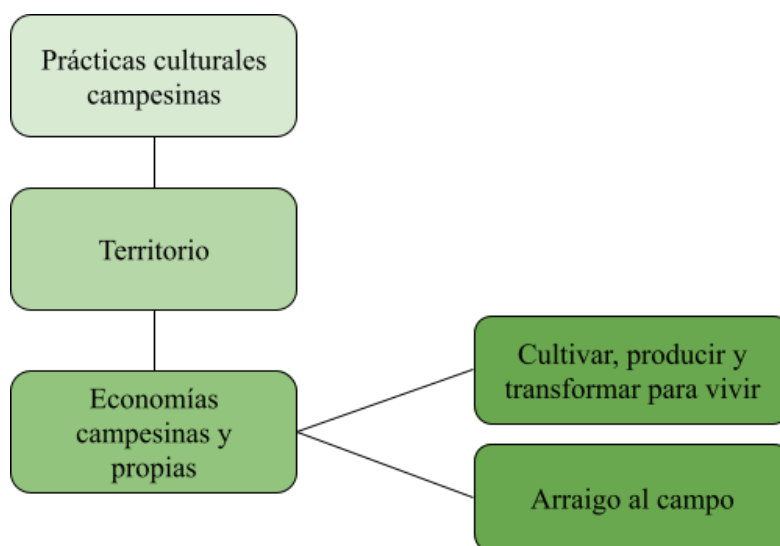 Prácticas culturales
campesinas
Territorio
Economías
campesinas y
propias
Cultivar, producir y
transformar para vivir
Arraigo al campo